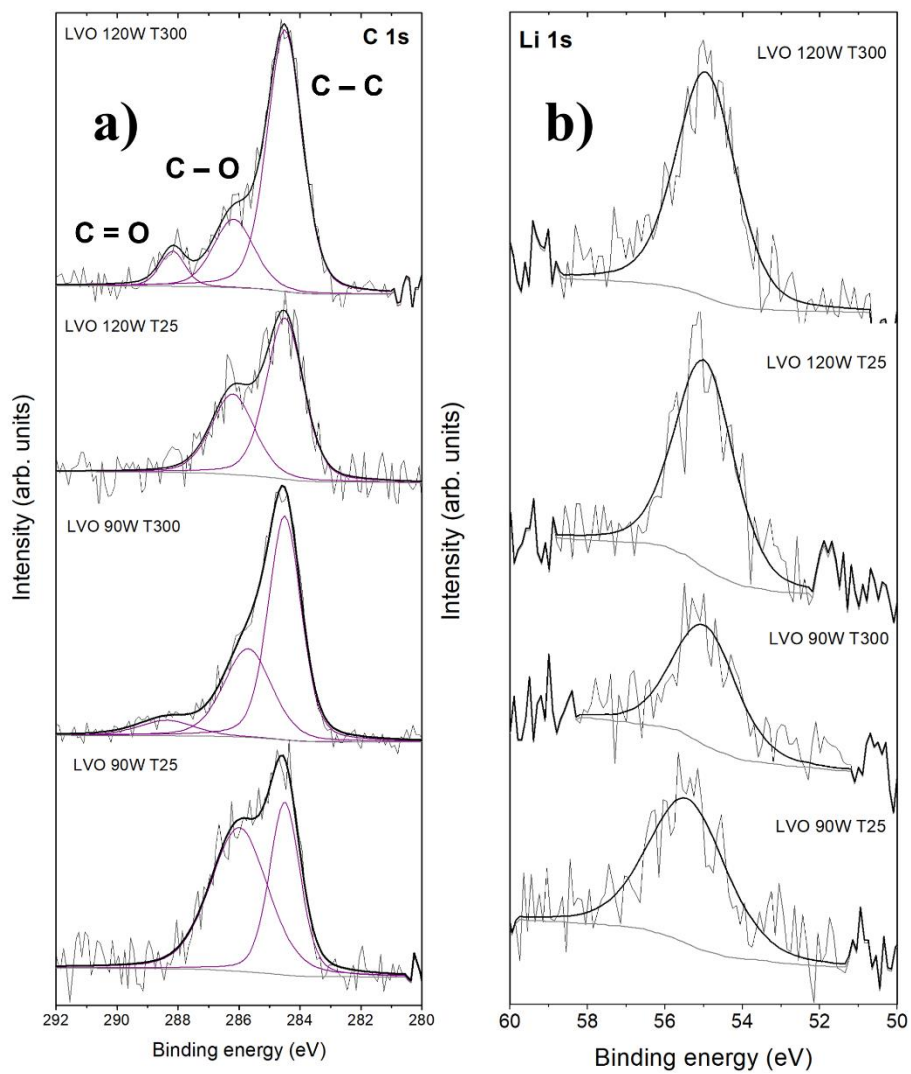 LVO 120W T300
C 1s
a)
C – C
C – O
C = O
LVO 120W T25
LVO 90W T300
LVO 90W T25
Intensity (arb. units)
292 290 288 286 284 282 280
Binding energy (eV)
Li 1s
LVO 120W T300
b)
LVO 120W T25
LVO 90W T300
LVO 90W T25
Intensity (arb. units)
60 58 56 54 52 50
Binding energy (eV)